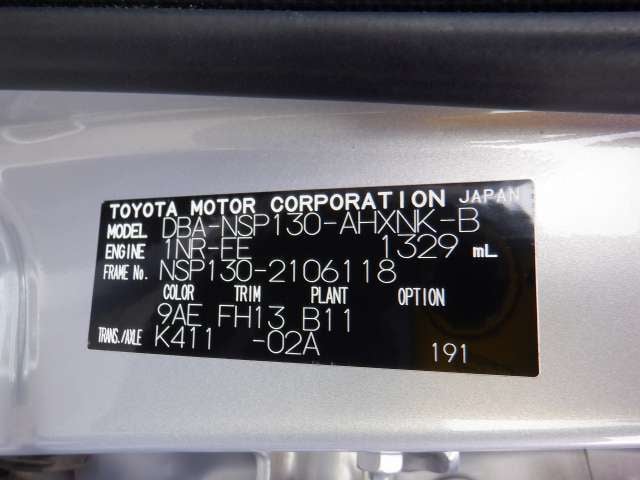 TOYOTA MOTOR CORPORATION JAPAN
MODEL DBA-NSP130-AHXNK-B
ENGINE 1NR-FE 1329 mL
FRAME No. NSP130-2106118
COLOR TRIM PLANT OPTION
9AE FH13 B11
TRANS./AXLE K411 -02A 191